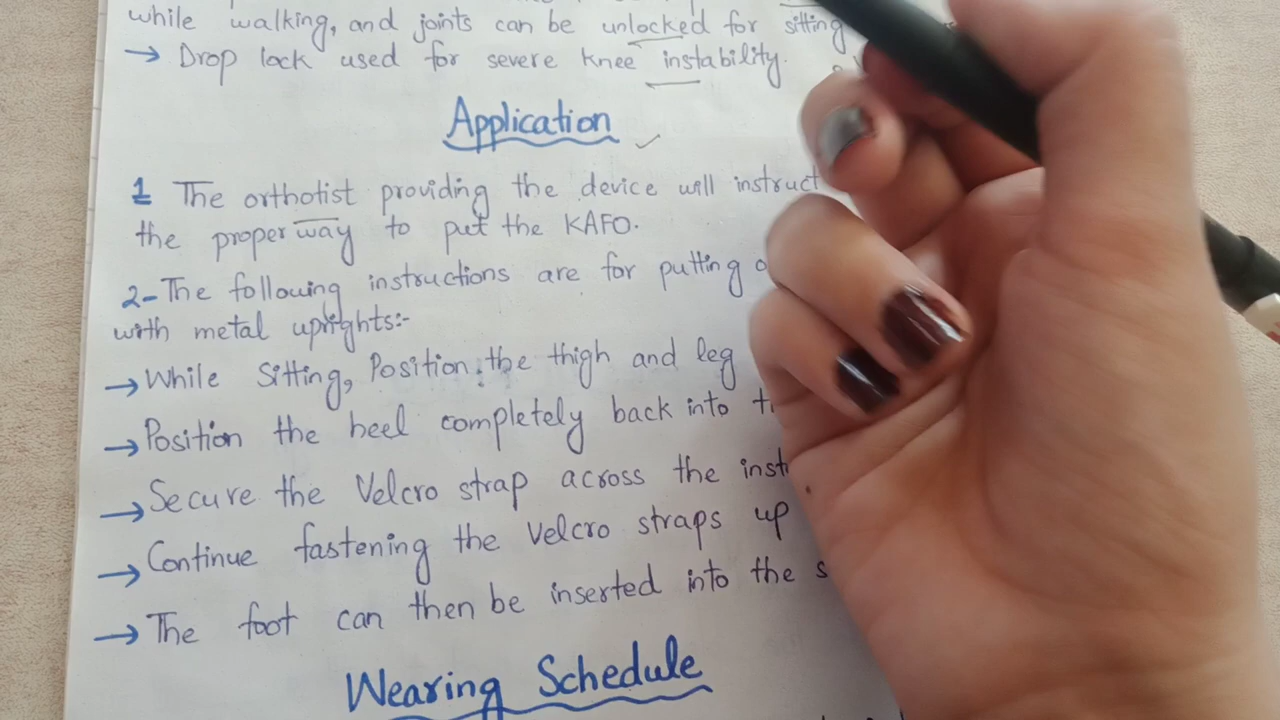 while walking, and joints can be unlocked for sitting
→ Drop lock used for severe knee instability.
Application
1 The orthotist providing the device will instruct
the proper way to put the KAFO.
2- The following instructions are for putting
with metal uprights:-
→ While Sitting, Position the thigh and leg
→ Position the heel completely back into
→ Secure the Velcro strap across the
→ Continue fastening the Velcro straps up
→ The foot can then be inserted into the
Wearing Schedule